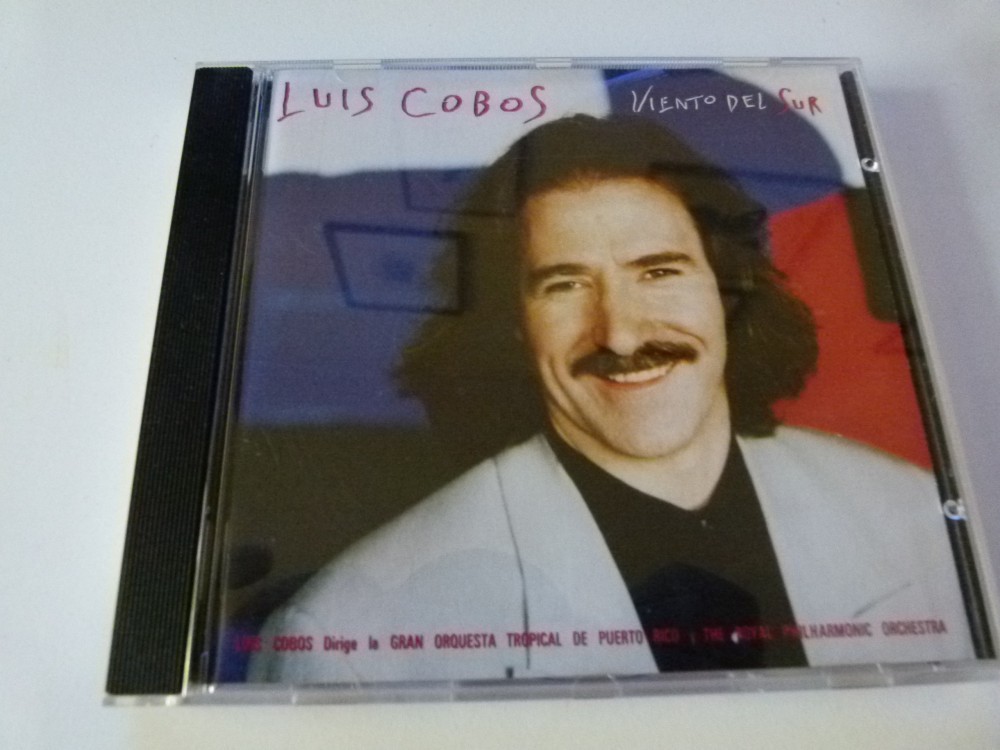 LUIS COBOS
VIENTO DEL SUR
LUIS COBOS Dirige la GRAN ORQUESTA TROPICAL DE PUERTO RICO y THE ROYAL PHILHARMONIC ORCHESTRA